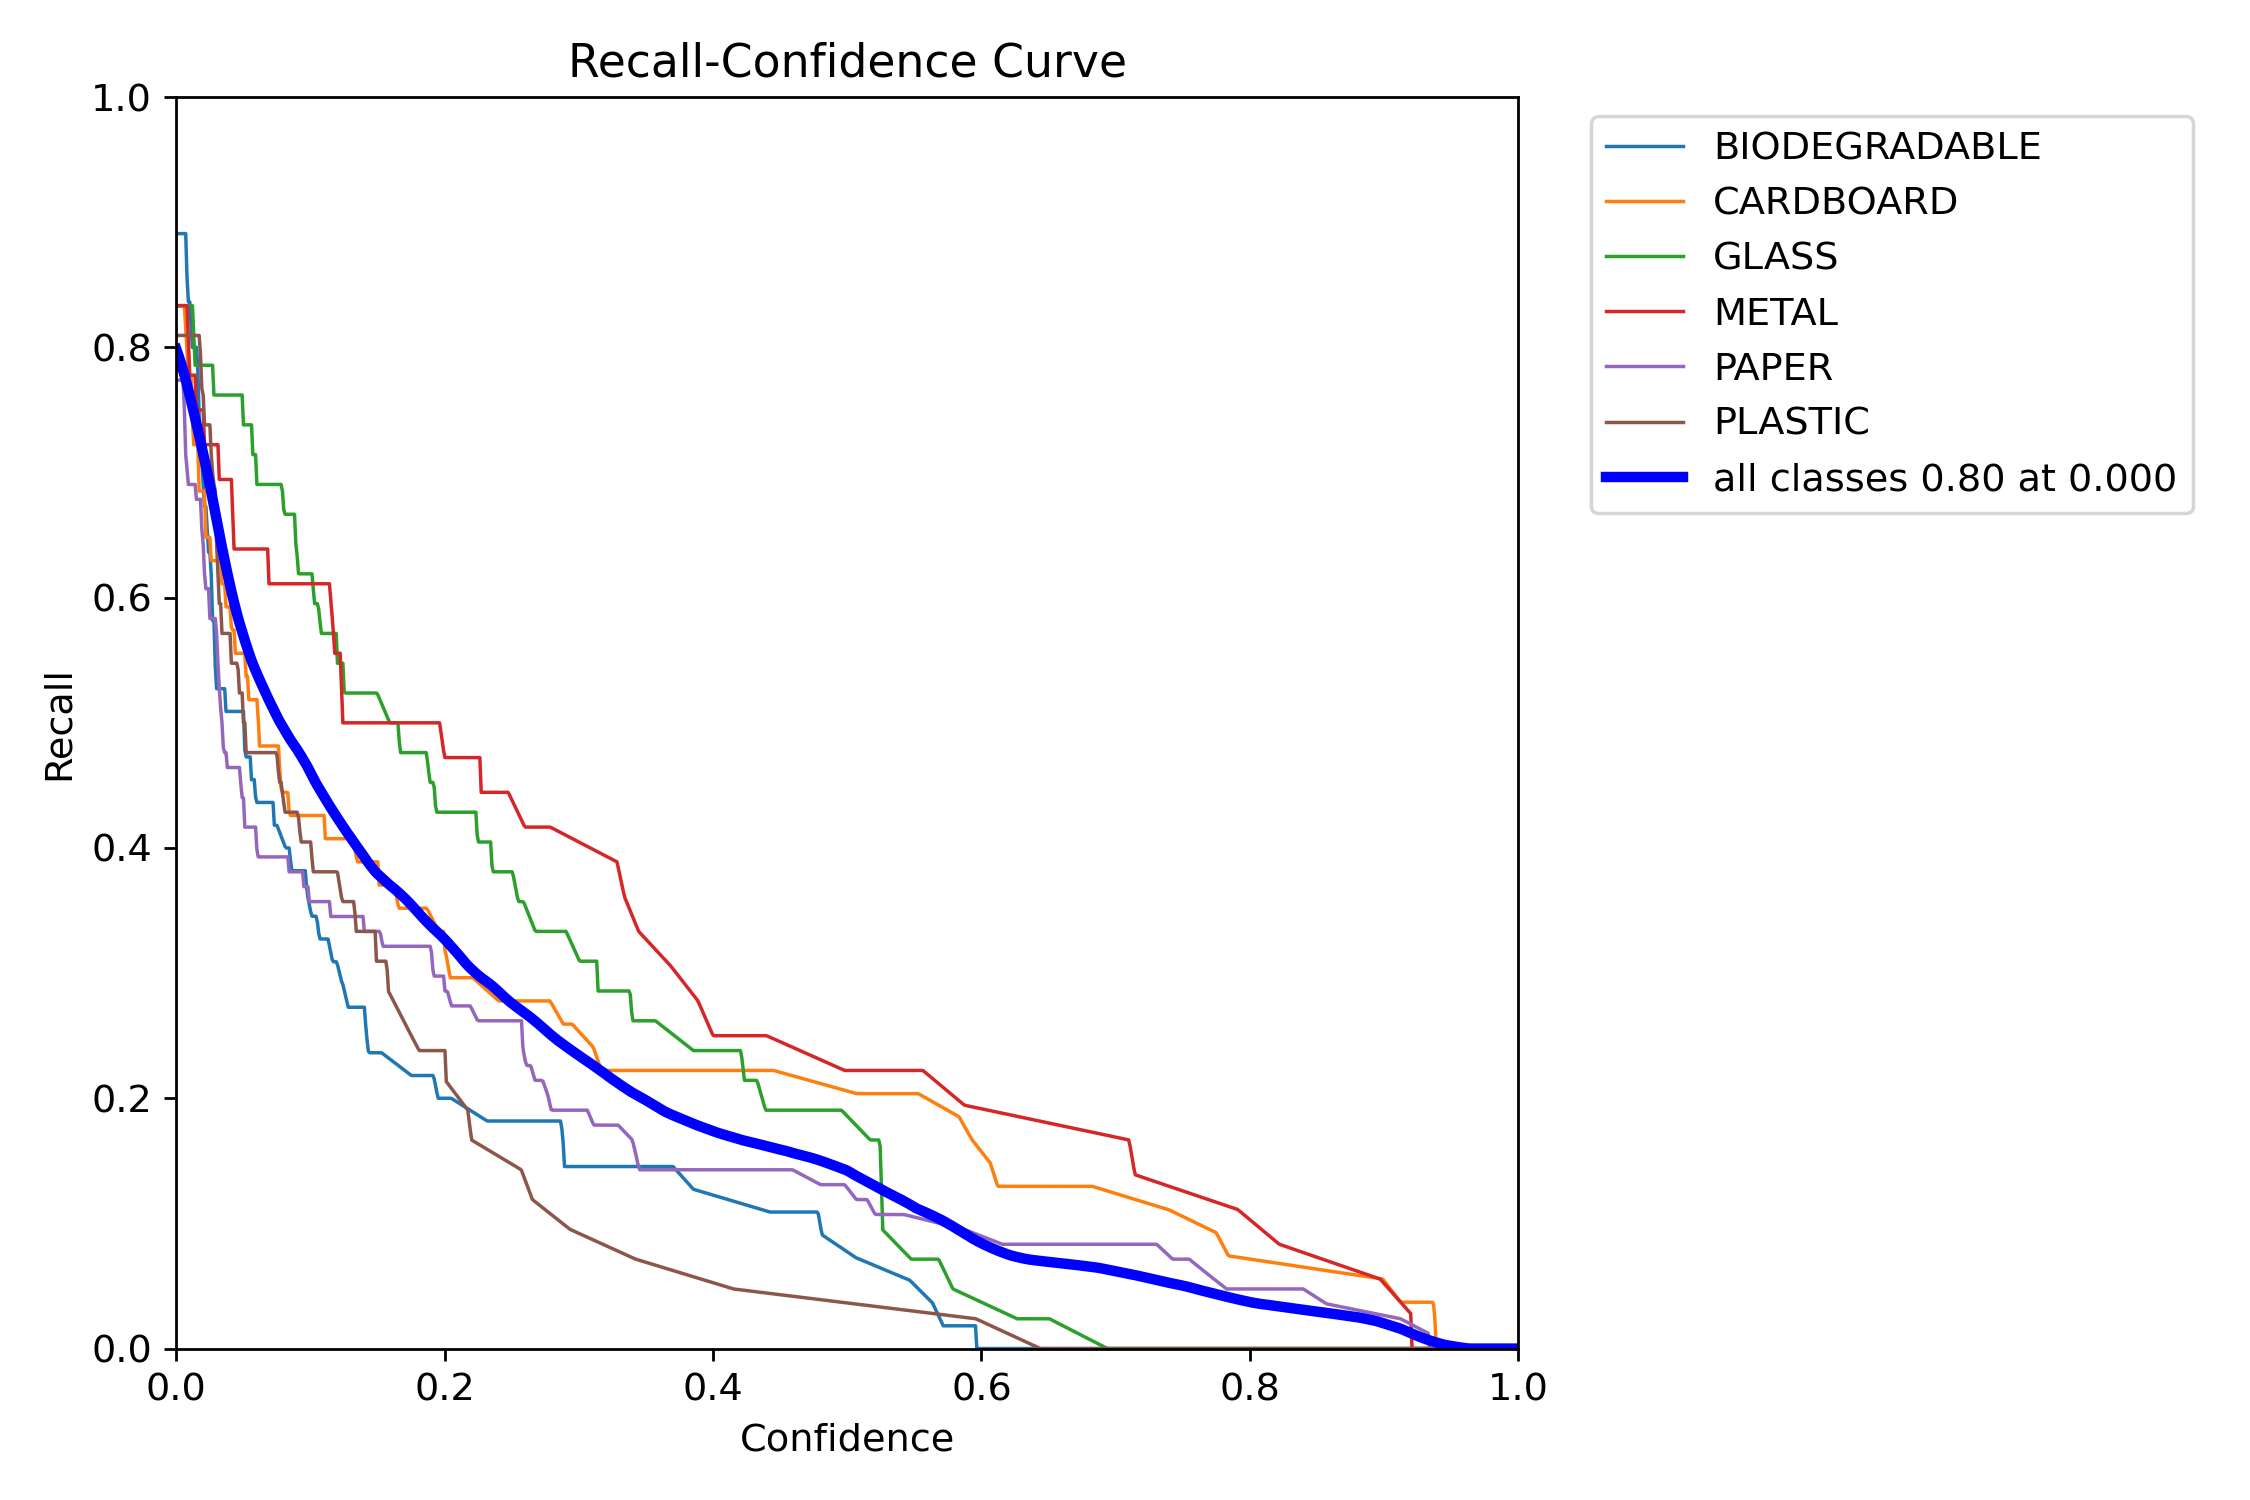 Recall-Confidence Curve
1.0
0.8
0.6
0.4
0.2
0.0
Recall
0.0 0.2 0.4 0.6 0.8 1.0
Confidence
BIODEGRADABLE
CARDBOARD
GLASS
METAL
PAPER
PLASTIC
all classes 0.80 at 0.000